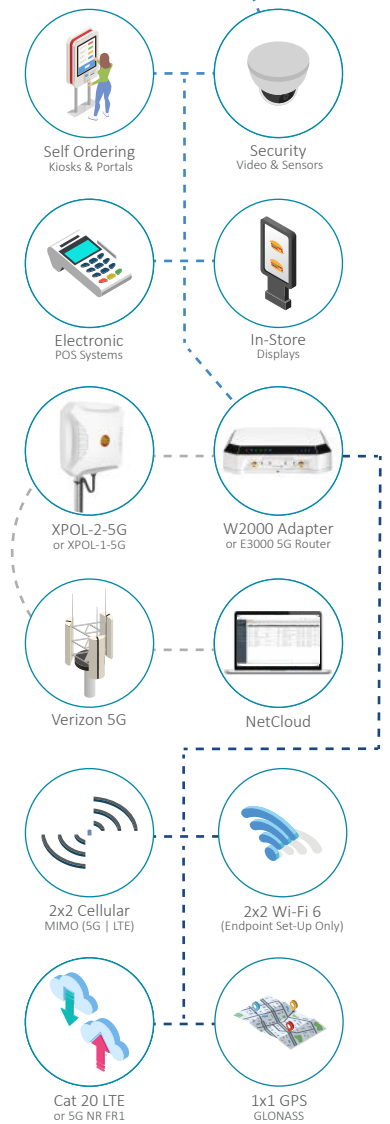 Self Ordering
Kiosks & Portals
Security
Video & Sensors
Electronic
POS Systems
In-Store
Displays
XPOL-2-5G
or XPOL-1-5G
W2000 Adapter
or E3000 5G Router
Verizon 5G
NetCloud
2x2 Cellular
MIMO (5G | LTE)
2x2 Wi-Fi 6
(Endpoint Set-Up Only)
Cat 20 LTE
or 5G NR FR1
1x1 GPS
GLONASS